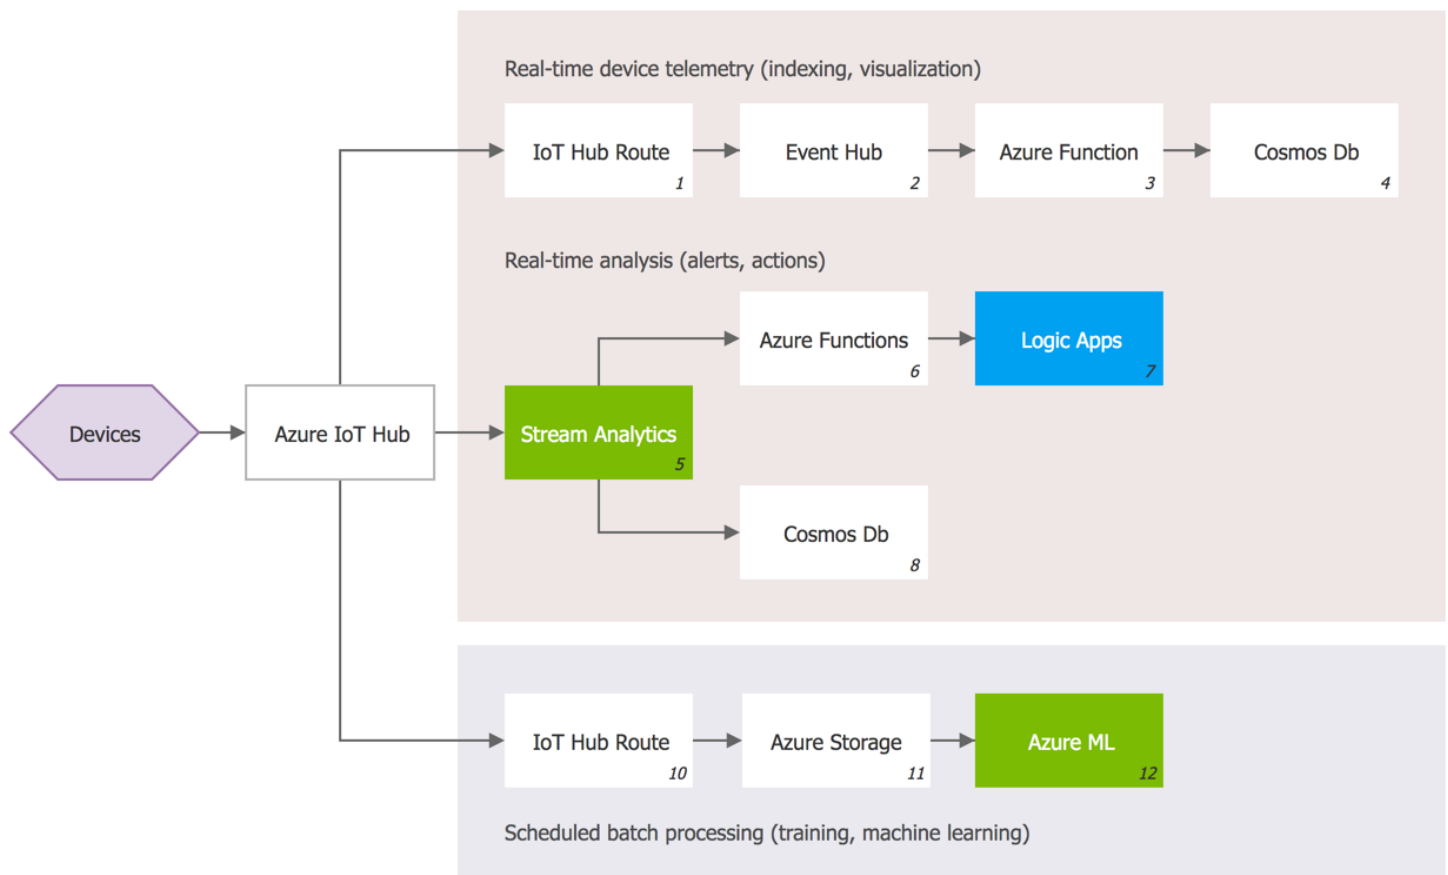 Real-time device telemetry (indexing, visualization)
IoT Hub Route
1
Event Hub
2
Azure Function
3
Cosmos Db
4
Real-time analysis (alerts, actions)
Azure Functions
6
Logic Apps
7
Devices
Azure IoT Hub
Stream Analytics
5
Cosmos Db
8
IoT Hub Route
10
Azure Storage
11
Azure ML
12
Scheduled batch processing (training, machine learning)